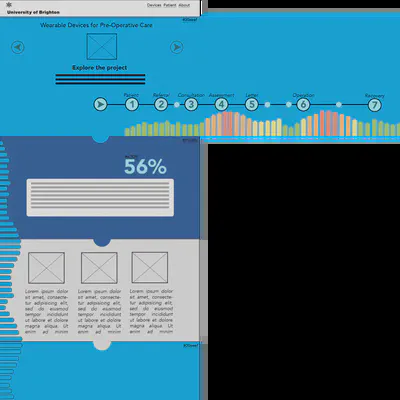 University of Brighton
Devices Patient About
Wearable Devices for Pre-Operative Care
Explore the project
Patients Referral Consultation Assessment Letter Operation Recovery
1 2 3 4 5 6 7
56%
Lorem ipsum dolor sit amet, consectetur adipisicing elit, sed do eiusmod tempor incididunt ut labore et dolore magna aliqua. Ut enim ad minim
Lorem ipsum dolor sit amet, consectetur adipisicing elit, sed do eiusmod tempor incididunt ut labore et dolore magna aliqua. Ut enim ad minim
Lorem ipsum dolor sit amet, consectetur adipisicing elit, sed do eiusmod tempor incididunt ut labore et dolore magna aliqua. Ut enim ad minim